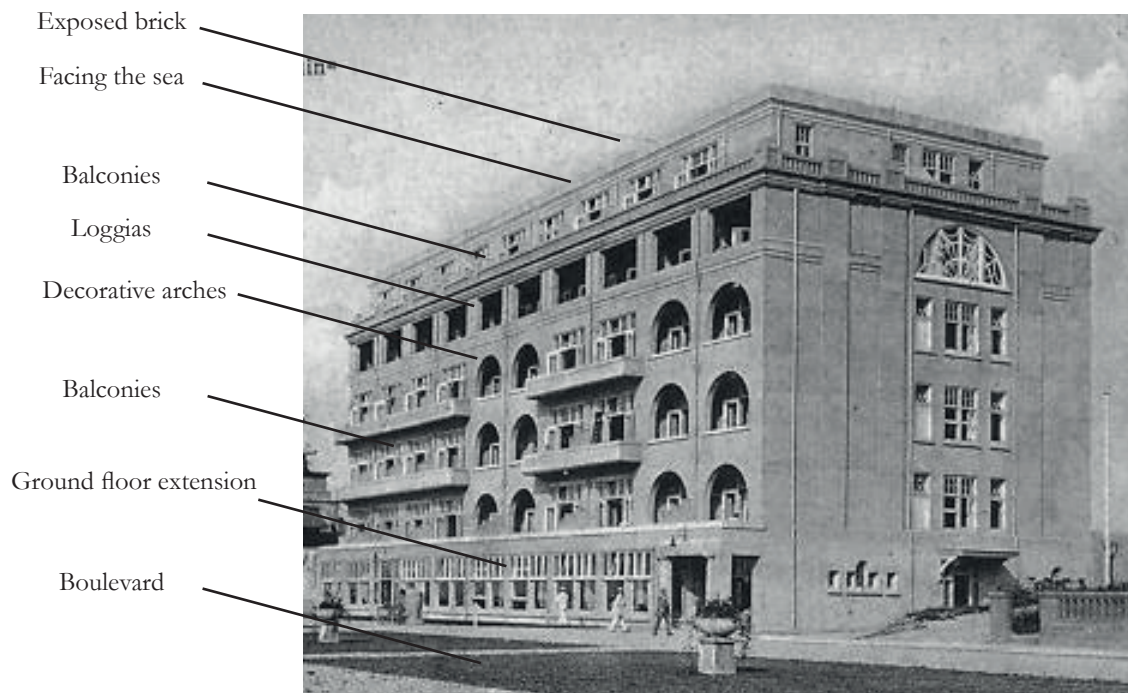 Exposed brick
Facing the sea
Balconies
Loggias
Decorative arches
Balconies
Ground floor extension
Boulevard